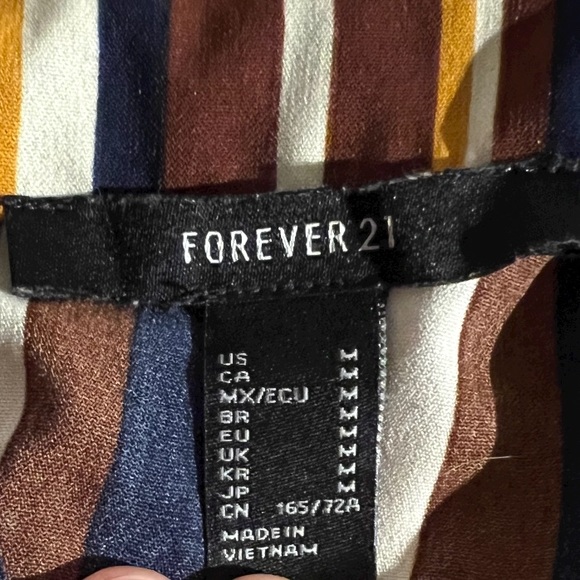 FOREVER 21
US M
CA M
MX/ECU M
BR M
EU M
UK M
KR M
JP M
CN 165/72A
MADE IN
VIETNAM